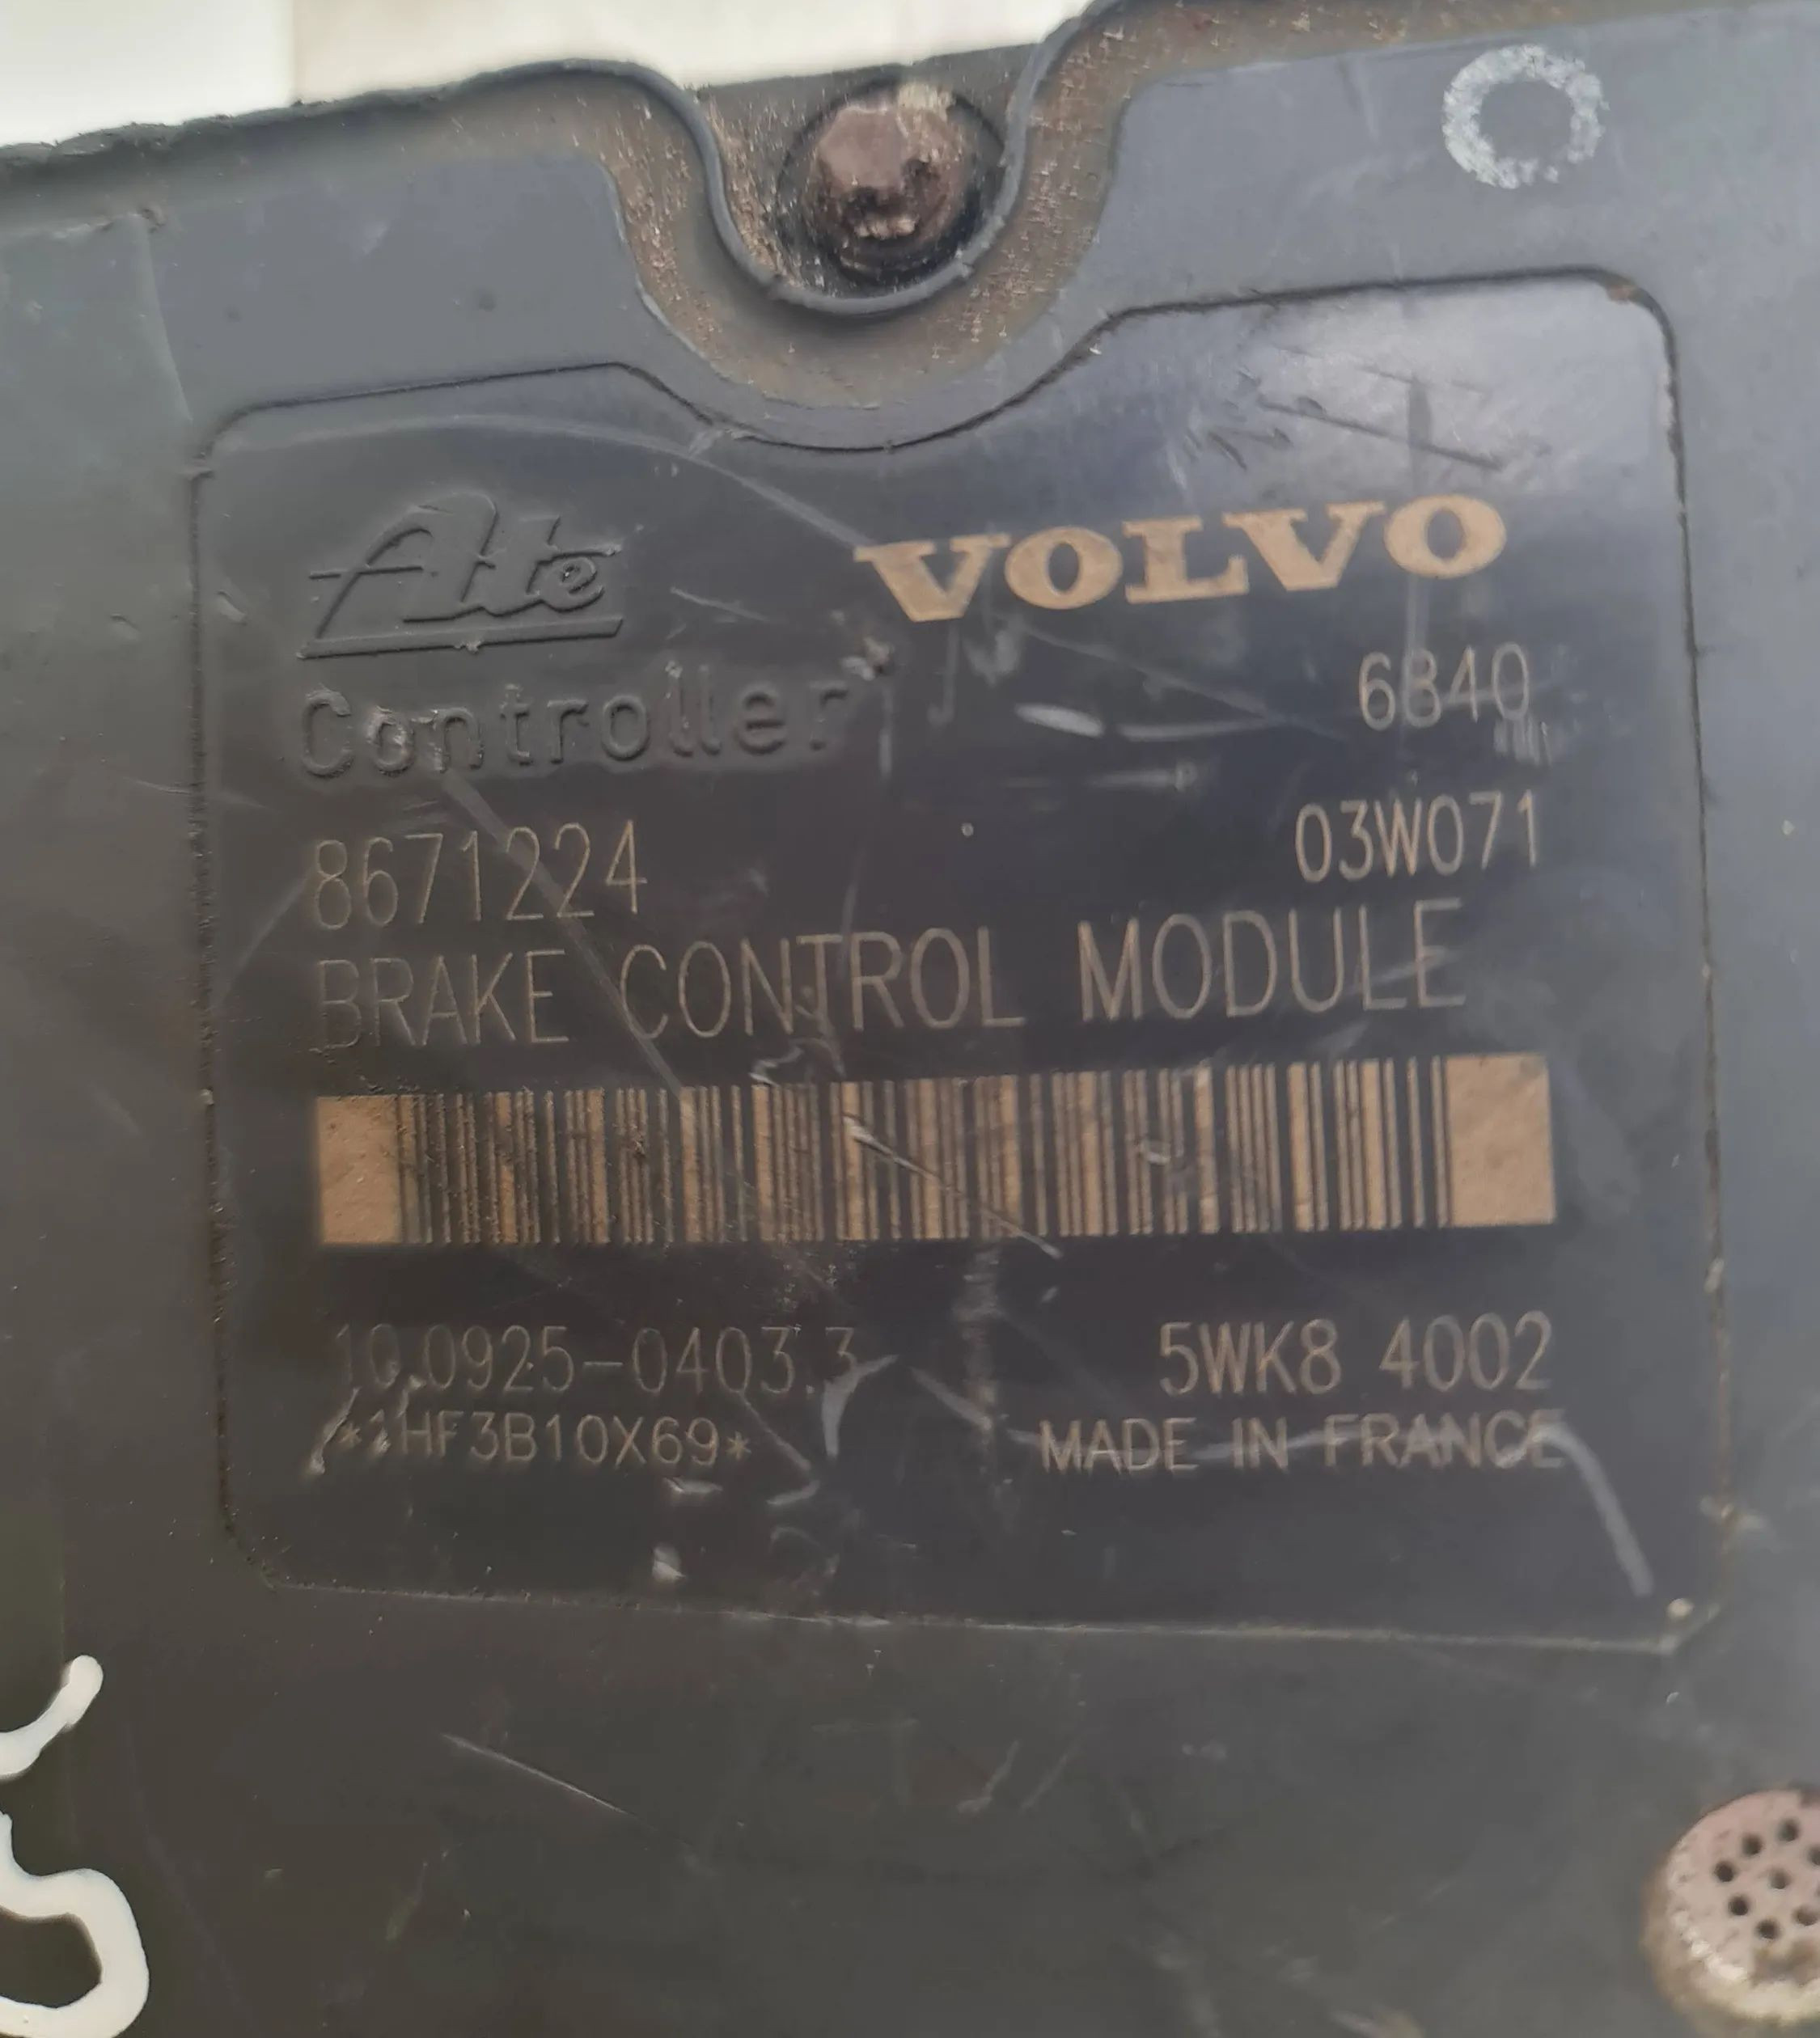 Ate VOLVO
Controller 6840
8671224 03W071
BRAKE CONTROL MODULE
10.0925-0403.3 5WK8 4002
*1HF3B10X69* MADE IN FRANCE